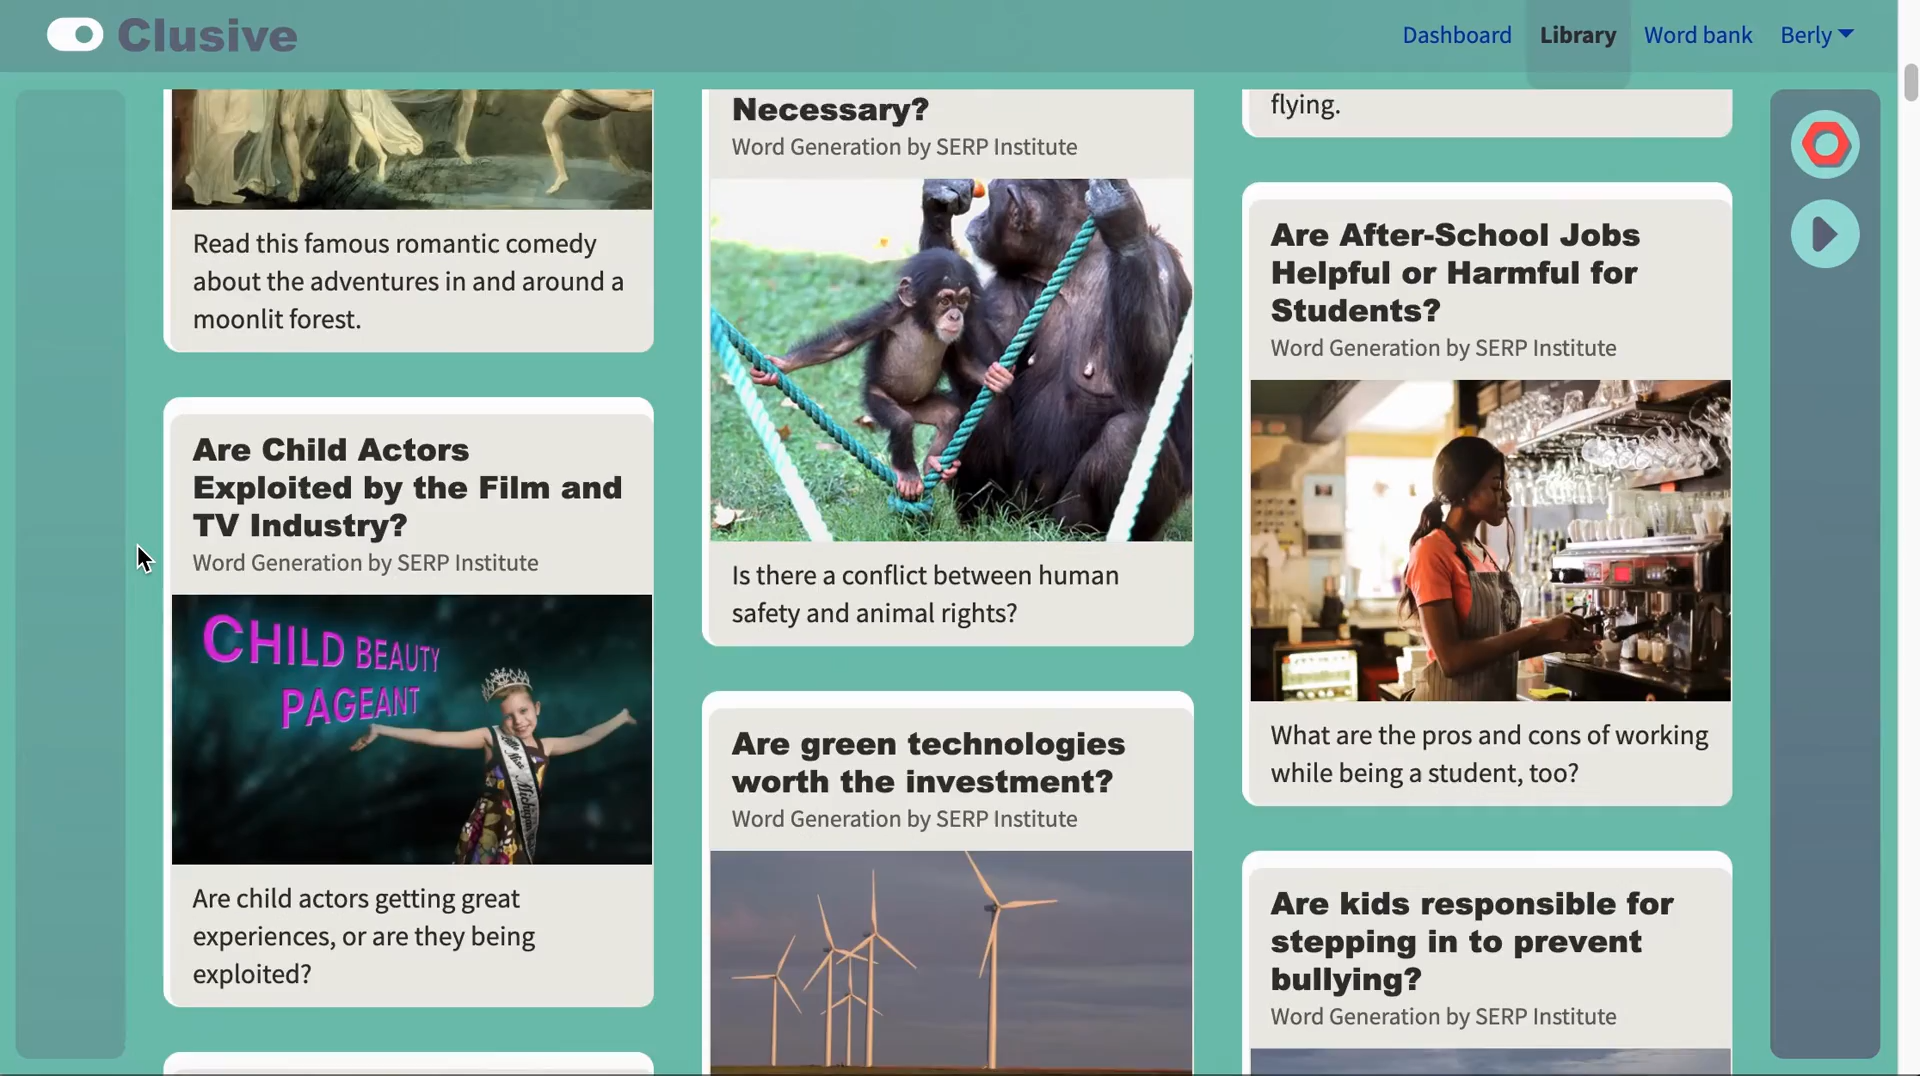 Clusive
Dashboard
Library
Word bank
Berly
Read this famous romantic comedy
about the adventures in and around a
moonlit forest.
Are Child Actors
Exploited by the Film and
TV Industry?
Word Generation by SERP Institute
CHILD BEAUTY
PAGEANT
Little Miss Michigan
Are child actors getting great
experiences, or are they being
exploited?
Necessary?
Word Generation by SERP Institute
Is there a conflict between human
safety and animal rights?
Are green technologies
worth the investment?
Word Generation by SERP Institute
flying.
Are After-School Jobs
Helpful or Harmful for
Students?
Word Generation by SERP Institute
What are the pros and cons of working
while being a student, too?
Are kids responsible for
stepping in to prevent
bullying?
Word Generation by SERP Institute